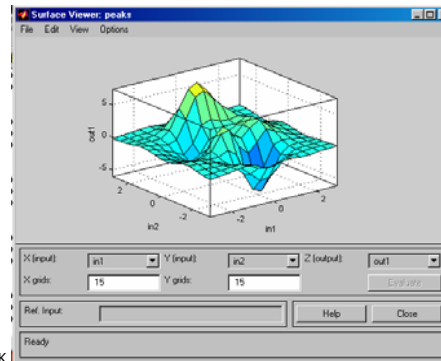 Surface Viewer: peaks
File Edit View Options
5
0
-5
out1
2
0
-2
in2
-2
0
2
in1
X (input): in1 Y (input): in2 Z (output): out1
X grids: 15 Y grids: 15 Evaluate
Ref. Input: Help Close
Ready
к